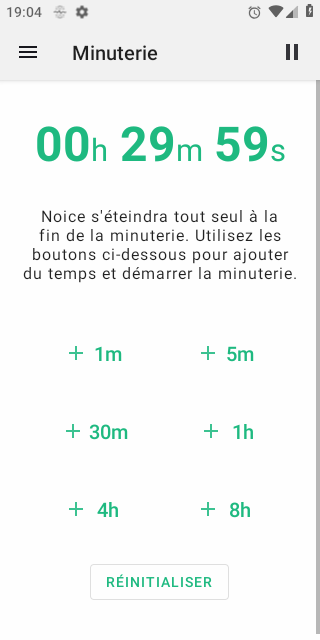 19:04
Minuterie
00h 29m 59s
Noice s'éteindra tout seul à la
fin de la minuterie. Utilisez les
boutons ci-dessous pour ajouter
du temps et démarrer la minuterie.
+ 1m + 5m
+ 30m + 1h
+ 4h + 8h
RÉINITIALISER